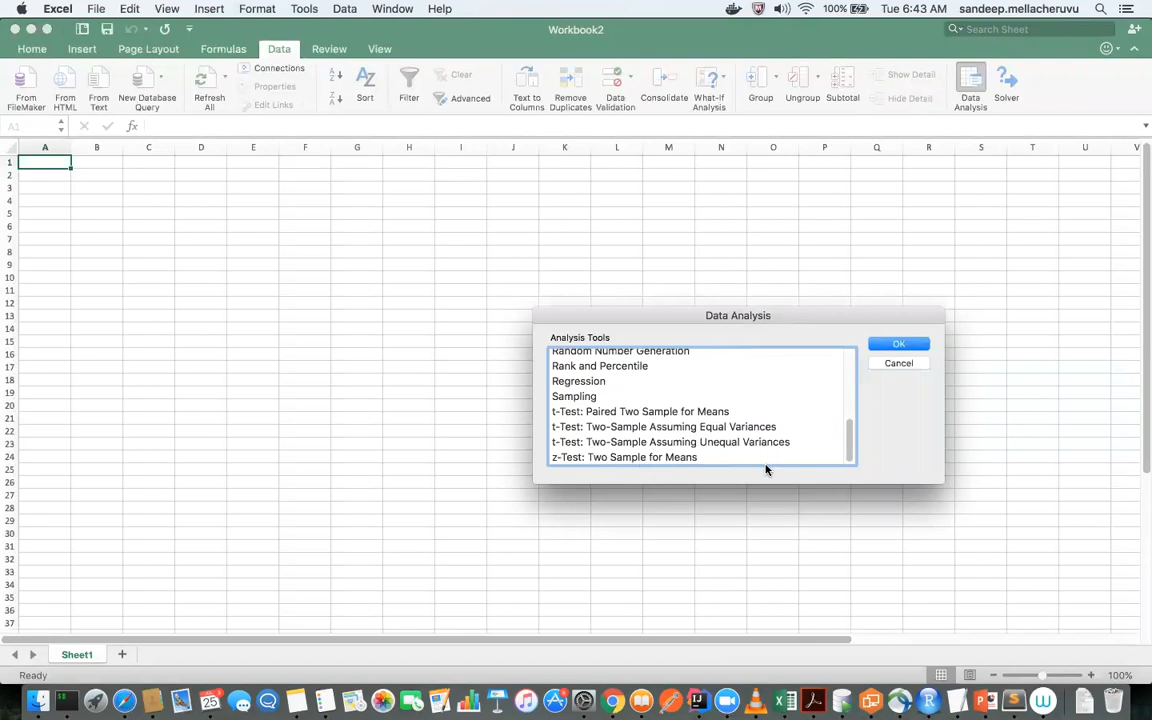 Excel File Edit View Insert Format Tools Data Window Help 100% Tue 6:43 AM sandeep.mellacheruvu
Workbook2 Search Sheet
Home Insert Page Layout Formulas Data Review View
From FileMaker From HTML From Text New Database Query Refresh All Connections Properties Edit Links Sort Filter Clear Advanced Text to Columns Remove Duplicates Data Validation Consolidate What-If Analysis Group Ungroup Subtotal Show Detail Hide Detail Data Analysis Solver
A1 fx
A B C D E F G H I J K L M N O P Q R S T U V
1
2
3
4
5
6
7
8
9
10
11
12
13
14
15
16
17
18
19
20
21
22
23
24
25
26
27
28
29
30
31
32
33
34
35
36
37
Data Analysis
Analysis Tools
Random Number Generation
Rank and Percentile
Regression
Sampling
t-Test: Paired Two Sample for Means
t-Test: Two-Sample Assuming Equal Variances
t-Test: Two-Sample Assuming Unequal Variances
z-Test: Two Sample for Means
OK
Cancel
Sheet1
Ready 100%
25